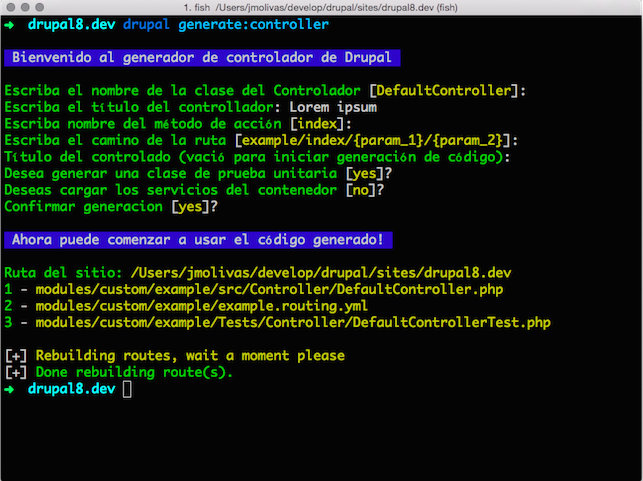 1. fish /Users/jmolivas/develop/drupal/sites/drupal8.dev (fish)
➜ drupal8.dev drupal generate:controller
Bienvenido al generador de controlador de Drupal
Escriba el nombre de la clase del Controlador [DefaultController]:
Escriba el título del controllador: Lorem ipsum
Escriba nombre del método de acción [index]:
Escriba el camino de la ruta [example/index/{param_1}/{param_2}]:
Título del controlado (vació para iniciar generación de código):
Desea generar una clase de prueba unitaria [yes]?
Deseas cargar los servicios del contenedor [no]?
Confirmar generacion [yes]?
Ahora puede comenzar a usar el código generado!
Ruta del sitio: /Users/jmolivas/develop/drupal/sites/drupal8.dev
1 - modules/custom/example/src/Controller/DefaultController.php
2 - modules/custom/example/example.routing.yml
3 - modules/custom/example/Tests/Controller/DefaultControllerTest.php
[+] Rebuilding routes, wait a moment please
[+] Done rebuilding route(s).
➜ drupal8.dev